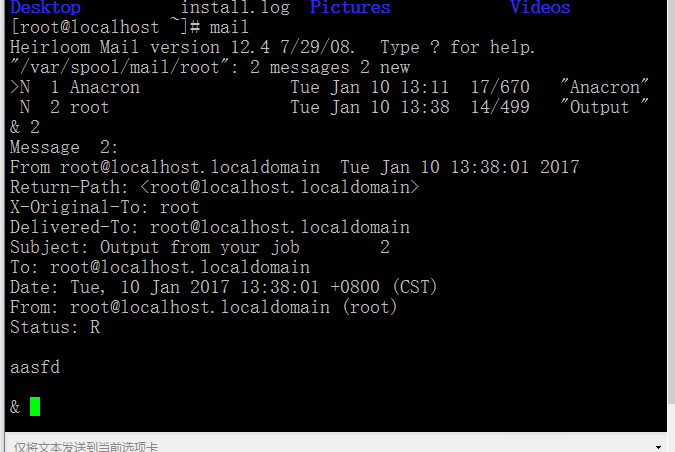 Desktop install.log Pictures Videos
[root@localhost ~]# mail
Heirloom Mail version 12.4 7/29/08.  Type ? for help.
"/var/spool/mail/root": 2 messages 2 new
>N  1 Anacron               Tue Jan 10 13:11  17/670   "Anacron"
 N  2 root                  Tue Jan 10 13:38  14/499   "Output "
& 2
Message  2:
From root@localhost.localdomain  Tue Jan 10 13:38:01 2017
Return-Path: <root@localhost.localdomain>
X-Original-To: root
Delivered-To: root@localhost.localdomain
Subject: Output from your job        2
To: root@localhost.localdomain
Date: Tue, 10 Jan 2017 13:38:01 +0800 (CST)
From: root@localhost.localdomain (root)
Status: R
aasfd
&
仅将文本发送到当前选项卡